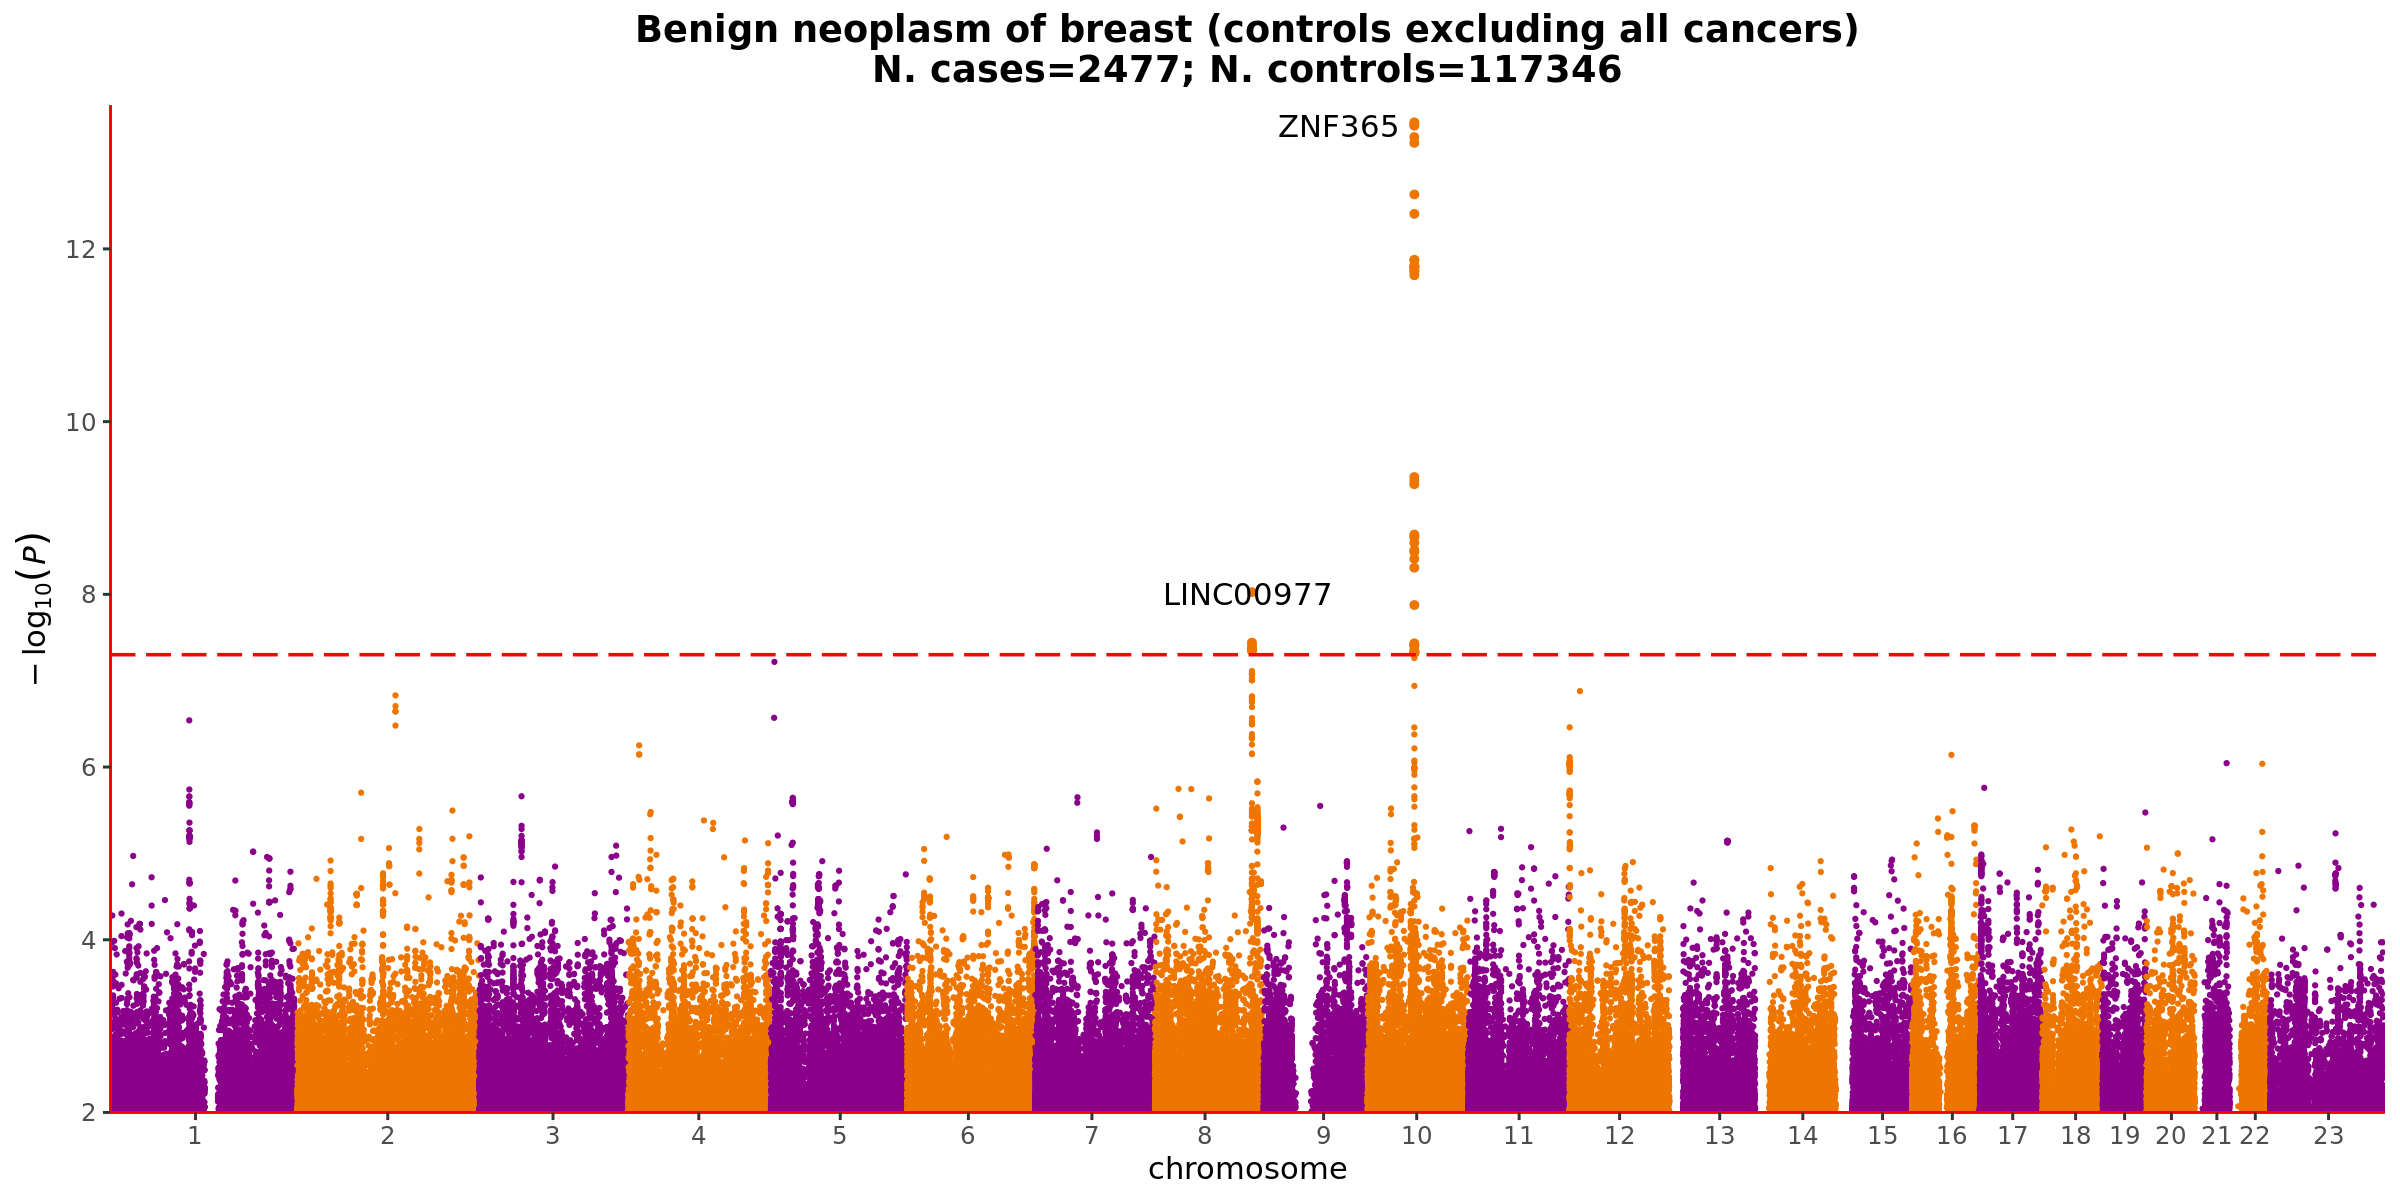 Benign neoplasm of breast (controls excluding all cancers)
N. cases=2477; N. controls=117346
ZNF365
LINC00977
12
10
8
6
4
2
−log₁₀(P)
1 2 3 4 5 6 7 8 9 10 11 12 13 14 15 16 17 18 19 20 21 22 23
chromosome